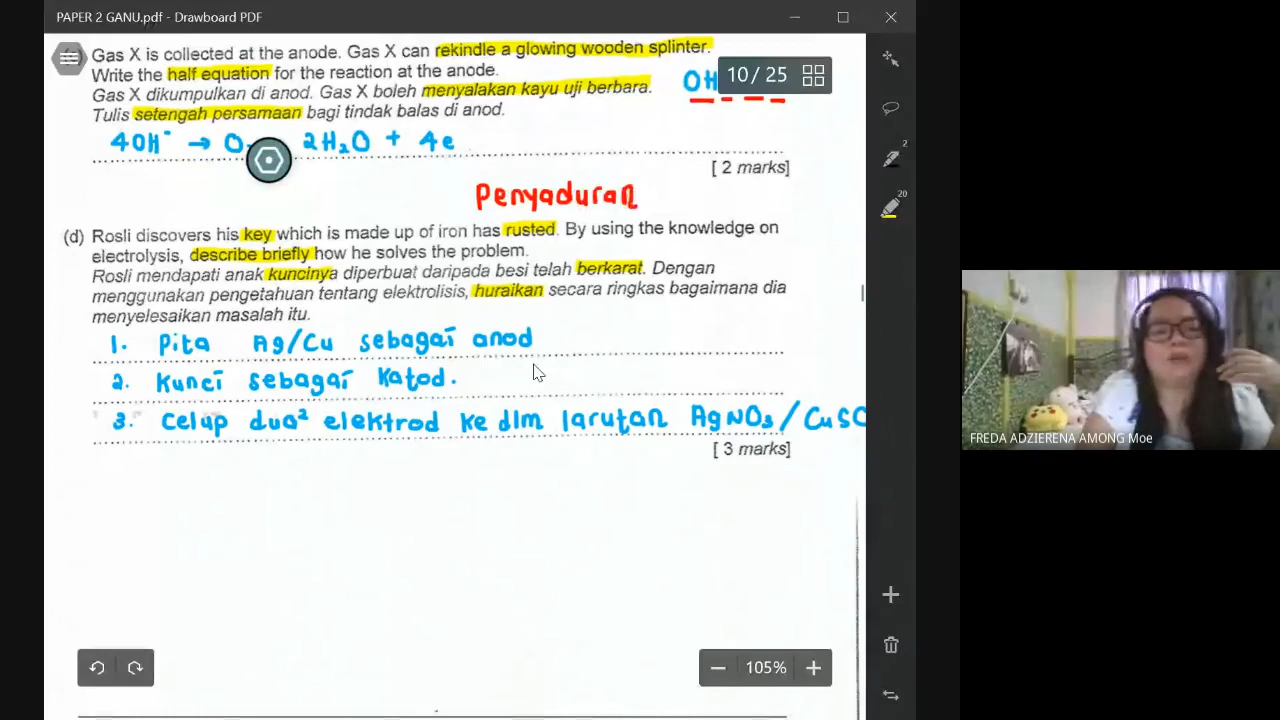 PAPER 2 GANU.pdf - Drawboard PDF
Gas X is collected at the anode. Gas X can rekindle a glowing wooden splinter.
Write the half equation for the reaction at the anode.
Gas X dikumpulkan di anod. Gas X boleh menyalakan kayu uji berbara.
OH
10 / 25
Tulis setengah persamaan bagi tindak balas di anod.
4OH⁻ → O 2H₂O + 4e
[ 2 marks]
Penyaduran
(d) Rosli discovers his key which is made up of iron has rusted. By using the knowledge on
electrolysis, describe briefly how he solves the problem.
Rosli mendapati anak kuncinya diperbuat daripada besi telah berkarat. Dengan
menggunakan pengetahuan tentang elektrolisis, huraikan secara ringkas bagaimana dia
menyelesaikan masalah itu.
1. Pita Ag/Cu sebagai anod
2. Kunci sebagai Katod.
3. Celup dua² elektrod ke dlm larutan AgNO₃/CuSO
[ 3 marks]
2
20
105%
FREDA ADZIERENA AMONG Moe